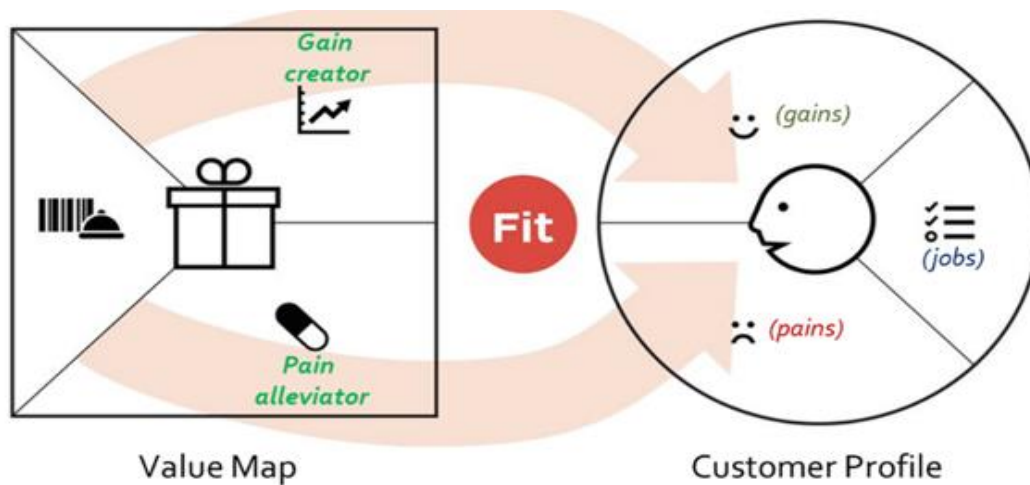 Gain
creator
(gains)
Fit
(jobs)
(pains)
Pain
alleviator
Value Map
Customer Profile